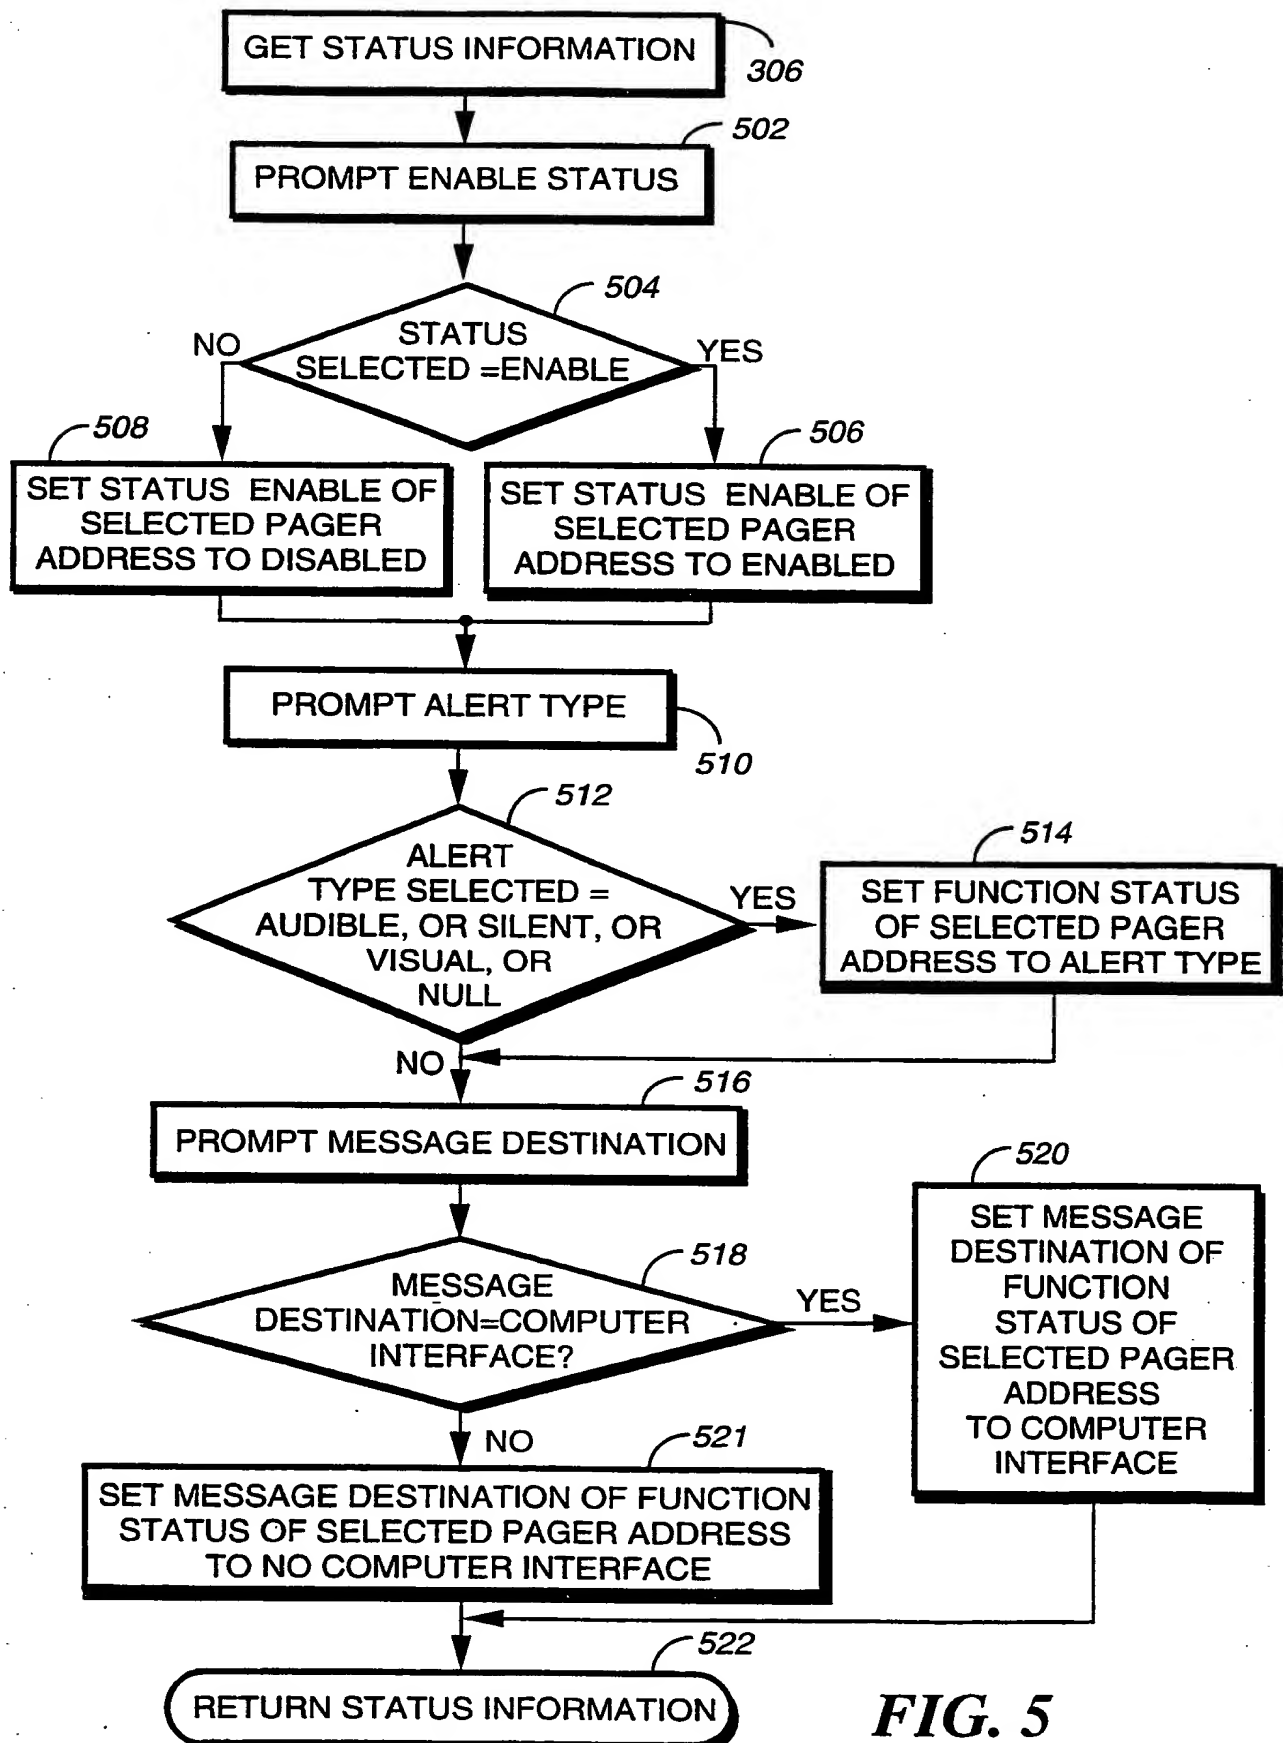 GET STATUS INFORMATION
306
502
PROMPT ENABLE STATUS
504
STATUS
SELECTED =ENABLE
NO
YES
508
SET STATUS ENABLE OF
SELECTED PAGER
ADDRESS TO DISABLED
506
SET STATUS ENABLE OF
SELECTED PAGER
ADDRESS TO ENABLED
PROMPT ALERT TYPE
510
512
ALERT
TYPE SELECTED =
AUDIBLE, OR SILENT, OR
VISUAL, OR
NULL
YES
514
SET FUNCTION STATUS
OF SELECTED PAGER
ADDRESS TO ALERT TYPE
NO
516
PROMPT MESSAGE DESTINATION
518
MESSAGE
DESTINATION=COMPUTER
INTERFACE?
YES
520
SET MESSAGE
DESTINATION OF
FUNCTION
STATUS OF
SELECTED PAGER
ADDRESS
TO COMPUTER
INTERFACE
NO
521
SET MESSAGE DESTINATION OF FUNCTION
STATUS OF SELECTED PAGER ADDRESS
TO NO COMPUTER INTERFACE
522
RETURN STATUS INFORMATION
FIG. 5